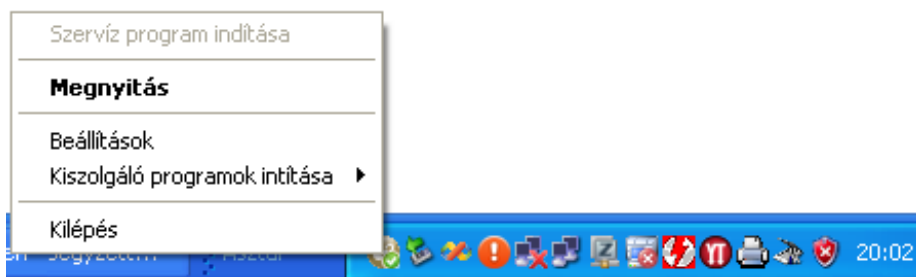 Szervíz program indítása
Megnyitás
Beállítások
Kiszolgáló programok intítása
Kilépés
20:02